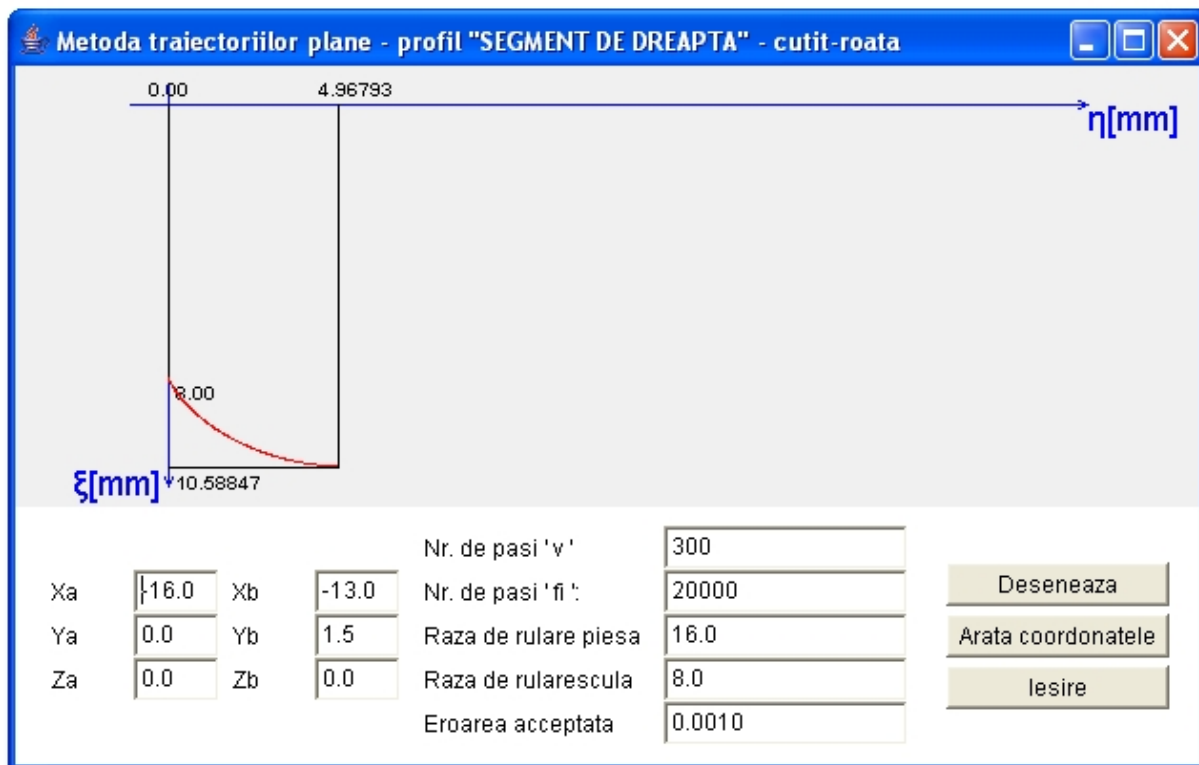 Metoda traiectoriilor plane - profil "SEGMENT DE DREAPTA" - cutit-roata
0.00 4.96793
η[mm]
8.00
ξ[mm] 10.58847
Nr. de pasi ' v ' 300
Xa -16.0 Xb -13.0 Nr. de pasi ' fi ': 20000 Deseneaza
Ya 0.0 Yb 1.5 Raza de rulare piesa 16.0 Arata coordonatele
Za 0.0 Zb 0.0 Raza de rularescula 8.0 Iesire
Eroarea acceptata 0.0010